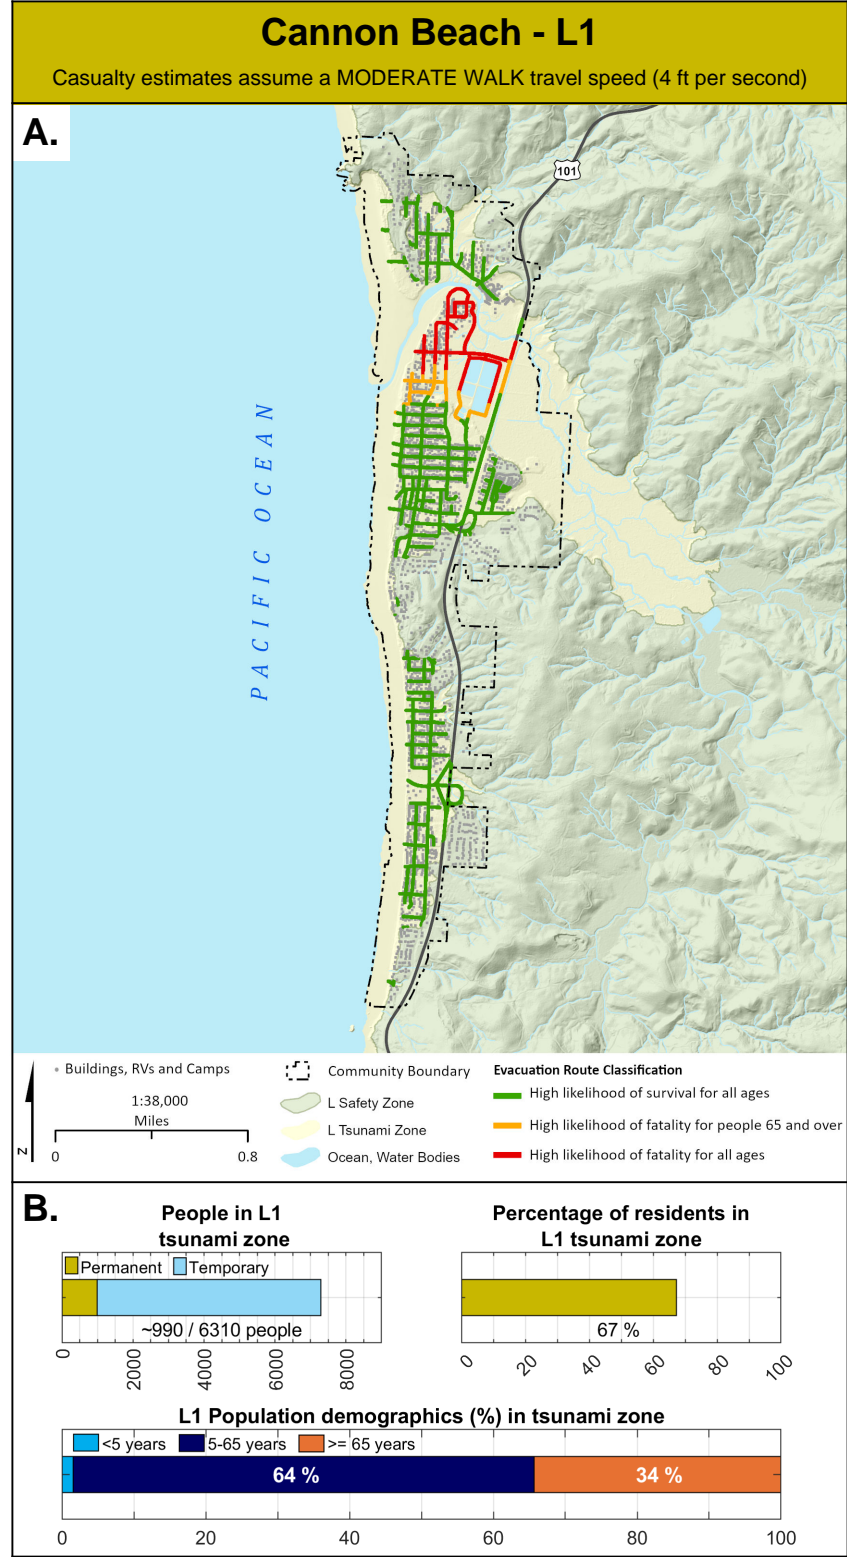 Cannon Beach - L1
Casualty estimates assume a MODERATE WALK travel speed (4 ft per second)
A.
101
PACIFIC OCEAN
Buildings, RVs and Camps
1:38,000
Miles
0 0.8
N
Community Boundary
L Safety Zone
L Tsunami Zone
Ocean, Water Bodies
Evacuation Route Classification
High likelihood of survival for all ages
High likelihood of fatality for people 65 and over
High likelihood of fatality for all ages
B.
People in L1
tsunami zone
Permanent Temporary
~990 / 6310 people
0 2000 4000 6000 8000
Percentage of residents in
L1 tsunami zone
67 %
0 20 40 60 80 100
L1 Population demographics (%) in tsunami zone
<5 years 5-65 years >= 65 years
64 % 34 %
0 20 40 60 80 100